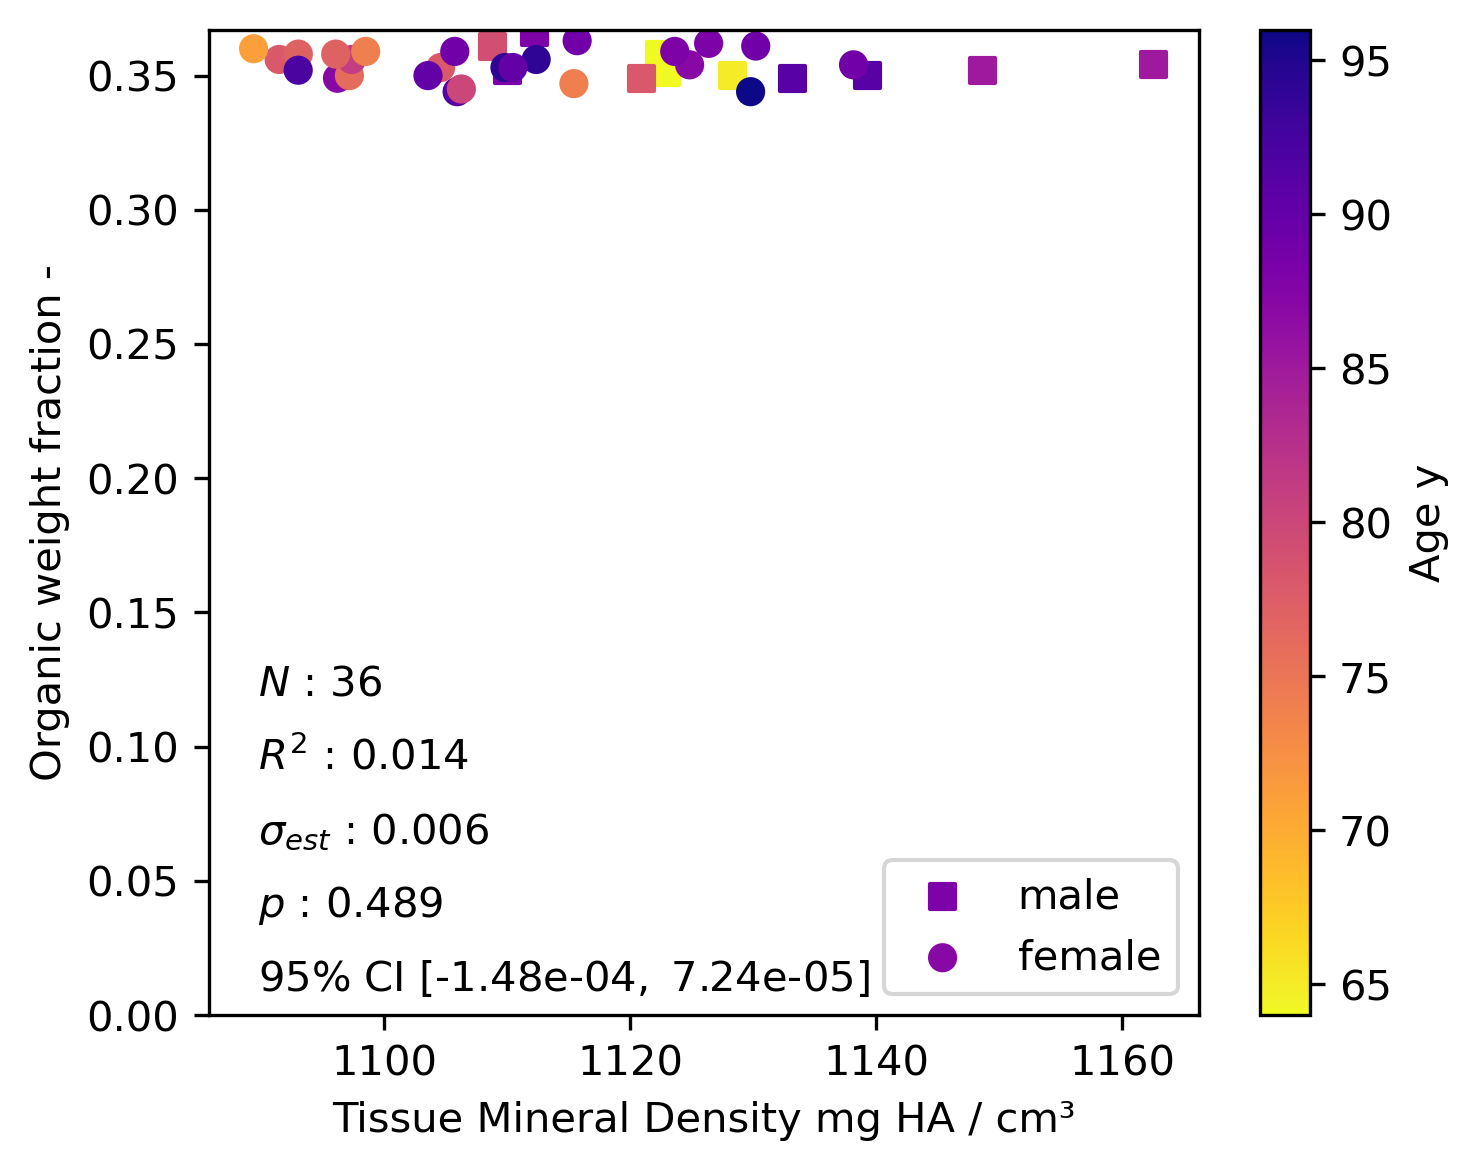 0.35
0.30
0.25
0.20
0.15
0.10
0.05
0.00
Organic weight fraction -
N : 36
R² : 0.014
σest : 0.006
p : 0.489
95% CI [-1.48e-04, 7.24e-05]
male
female
1100 1120 1140 1160
Tissue Mineral Density mg HA / cm³
95
90
85
80
75
70
65
Age y